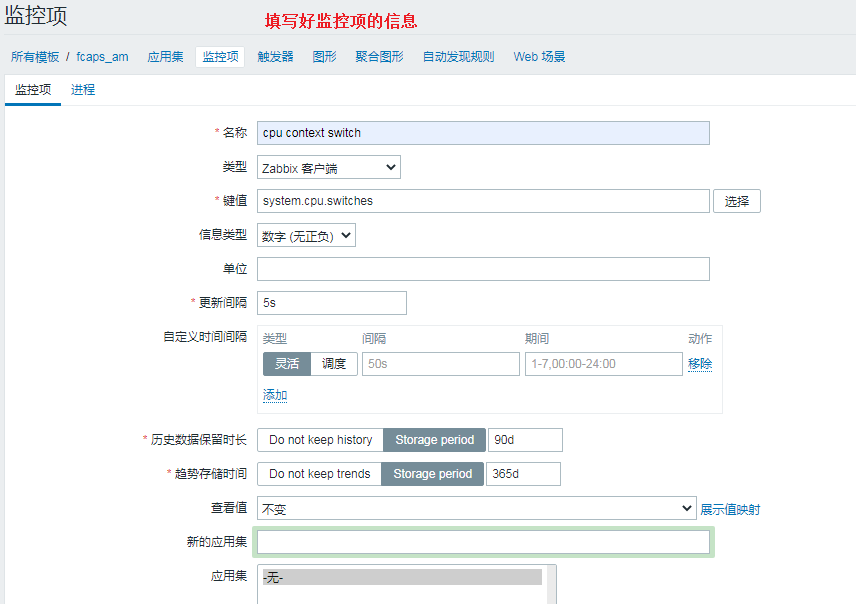 监控项
填写好监控顶的信息
所有模板 / fcaps_am 应用集 监控项 触发器 图形 聚合图形 自动发现规则 Web 场景
监控项 进程
* 名称 cpu context switch
类型 Zabbix 客户端
* 键值 system.cpu.switches 选择
信息类型 数字 (无正负)
单位
* 更新间隔 5s
自定义时间间隔 类型 间隔 期间 动作
灵活 调度 50s 1-7,00:00-24:00 移除
添加
* 历史数据保留时长 Do not keep history Storage period 90d
* 趋势存储时间 Do not keep trends Storage period 365d
查看值 不变 展示值映射
新的应用集
应用集 -无-